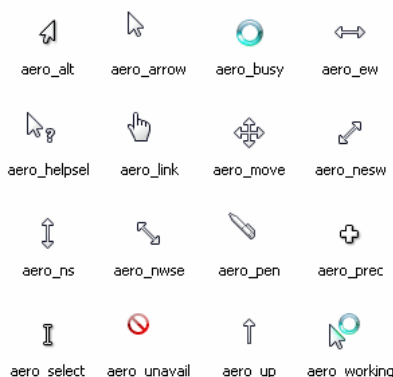 aero_alt aero_arrow aero_busy aero_ew
aero_helpsel aero_link aero_move aero_nesw
aero_ns aero_nwse aero_pen aero_prec
aero_select aero_unavail aero_up aero_working